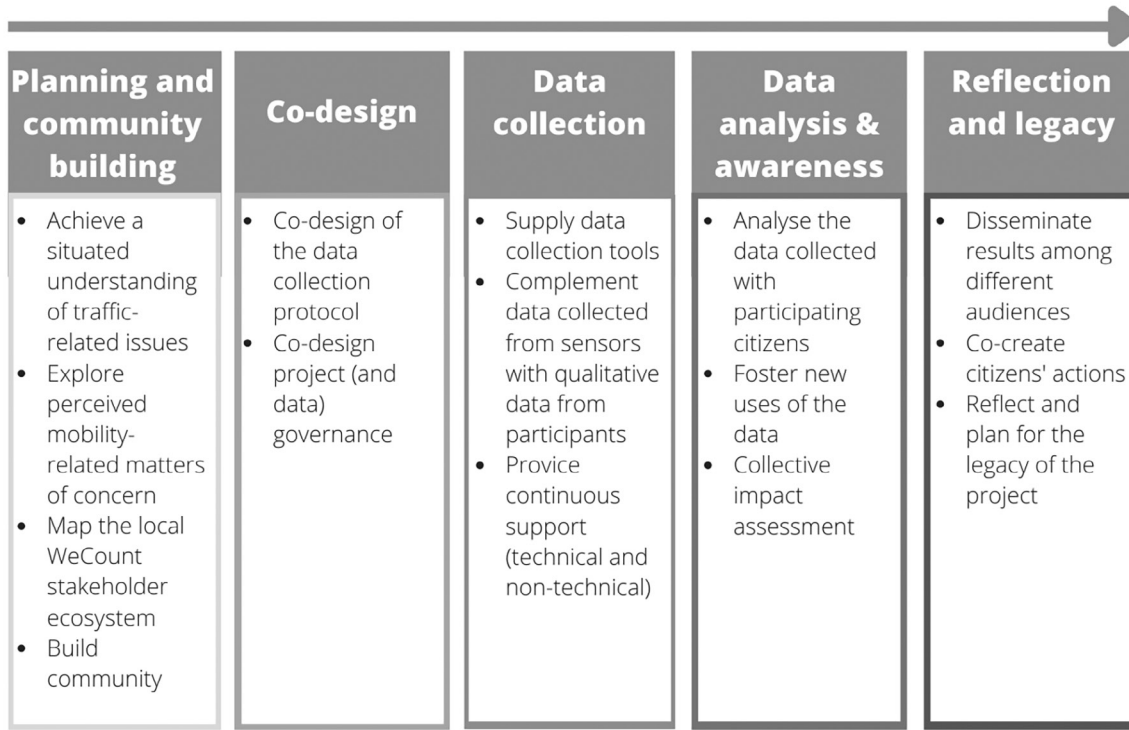 Planning and
community
building
• Achieve a
situated
understanding
of traffic-
related issues
• Explore
perceived
mobility-
related matters
of concern
• Map the local
WeCount
stakeholder
ecosystem
• Build
community
Co-design
• Co-design of
the data
collection
protocol
• Co-design
project (and
data)
governance
Data
collection
• Supply data
collection tools
• Complement
data collected
from sensors
with qualitative
data from
participants
• Provice
continuous
support
(technical and
non-technical)
Data
analysis &
awareness
• Analyse the
data collected
with
participating
citizens
• Foster new
uses of the
data
• Collective
impact
assessment
Reflection
and legacy
• Disseminate
results among
different
audiences
• Co-create
citizens' actions
• Reflect and
plan for the
legacy of the
project